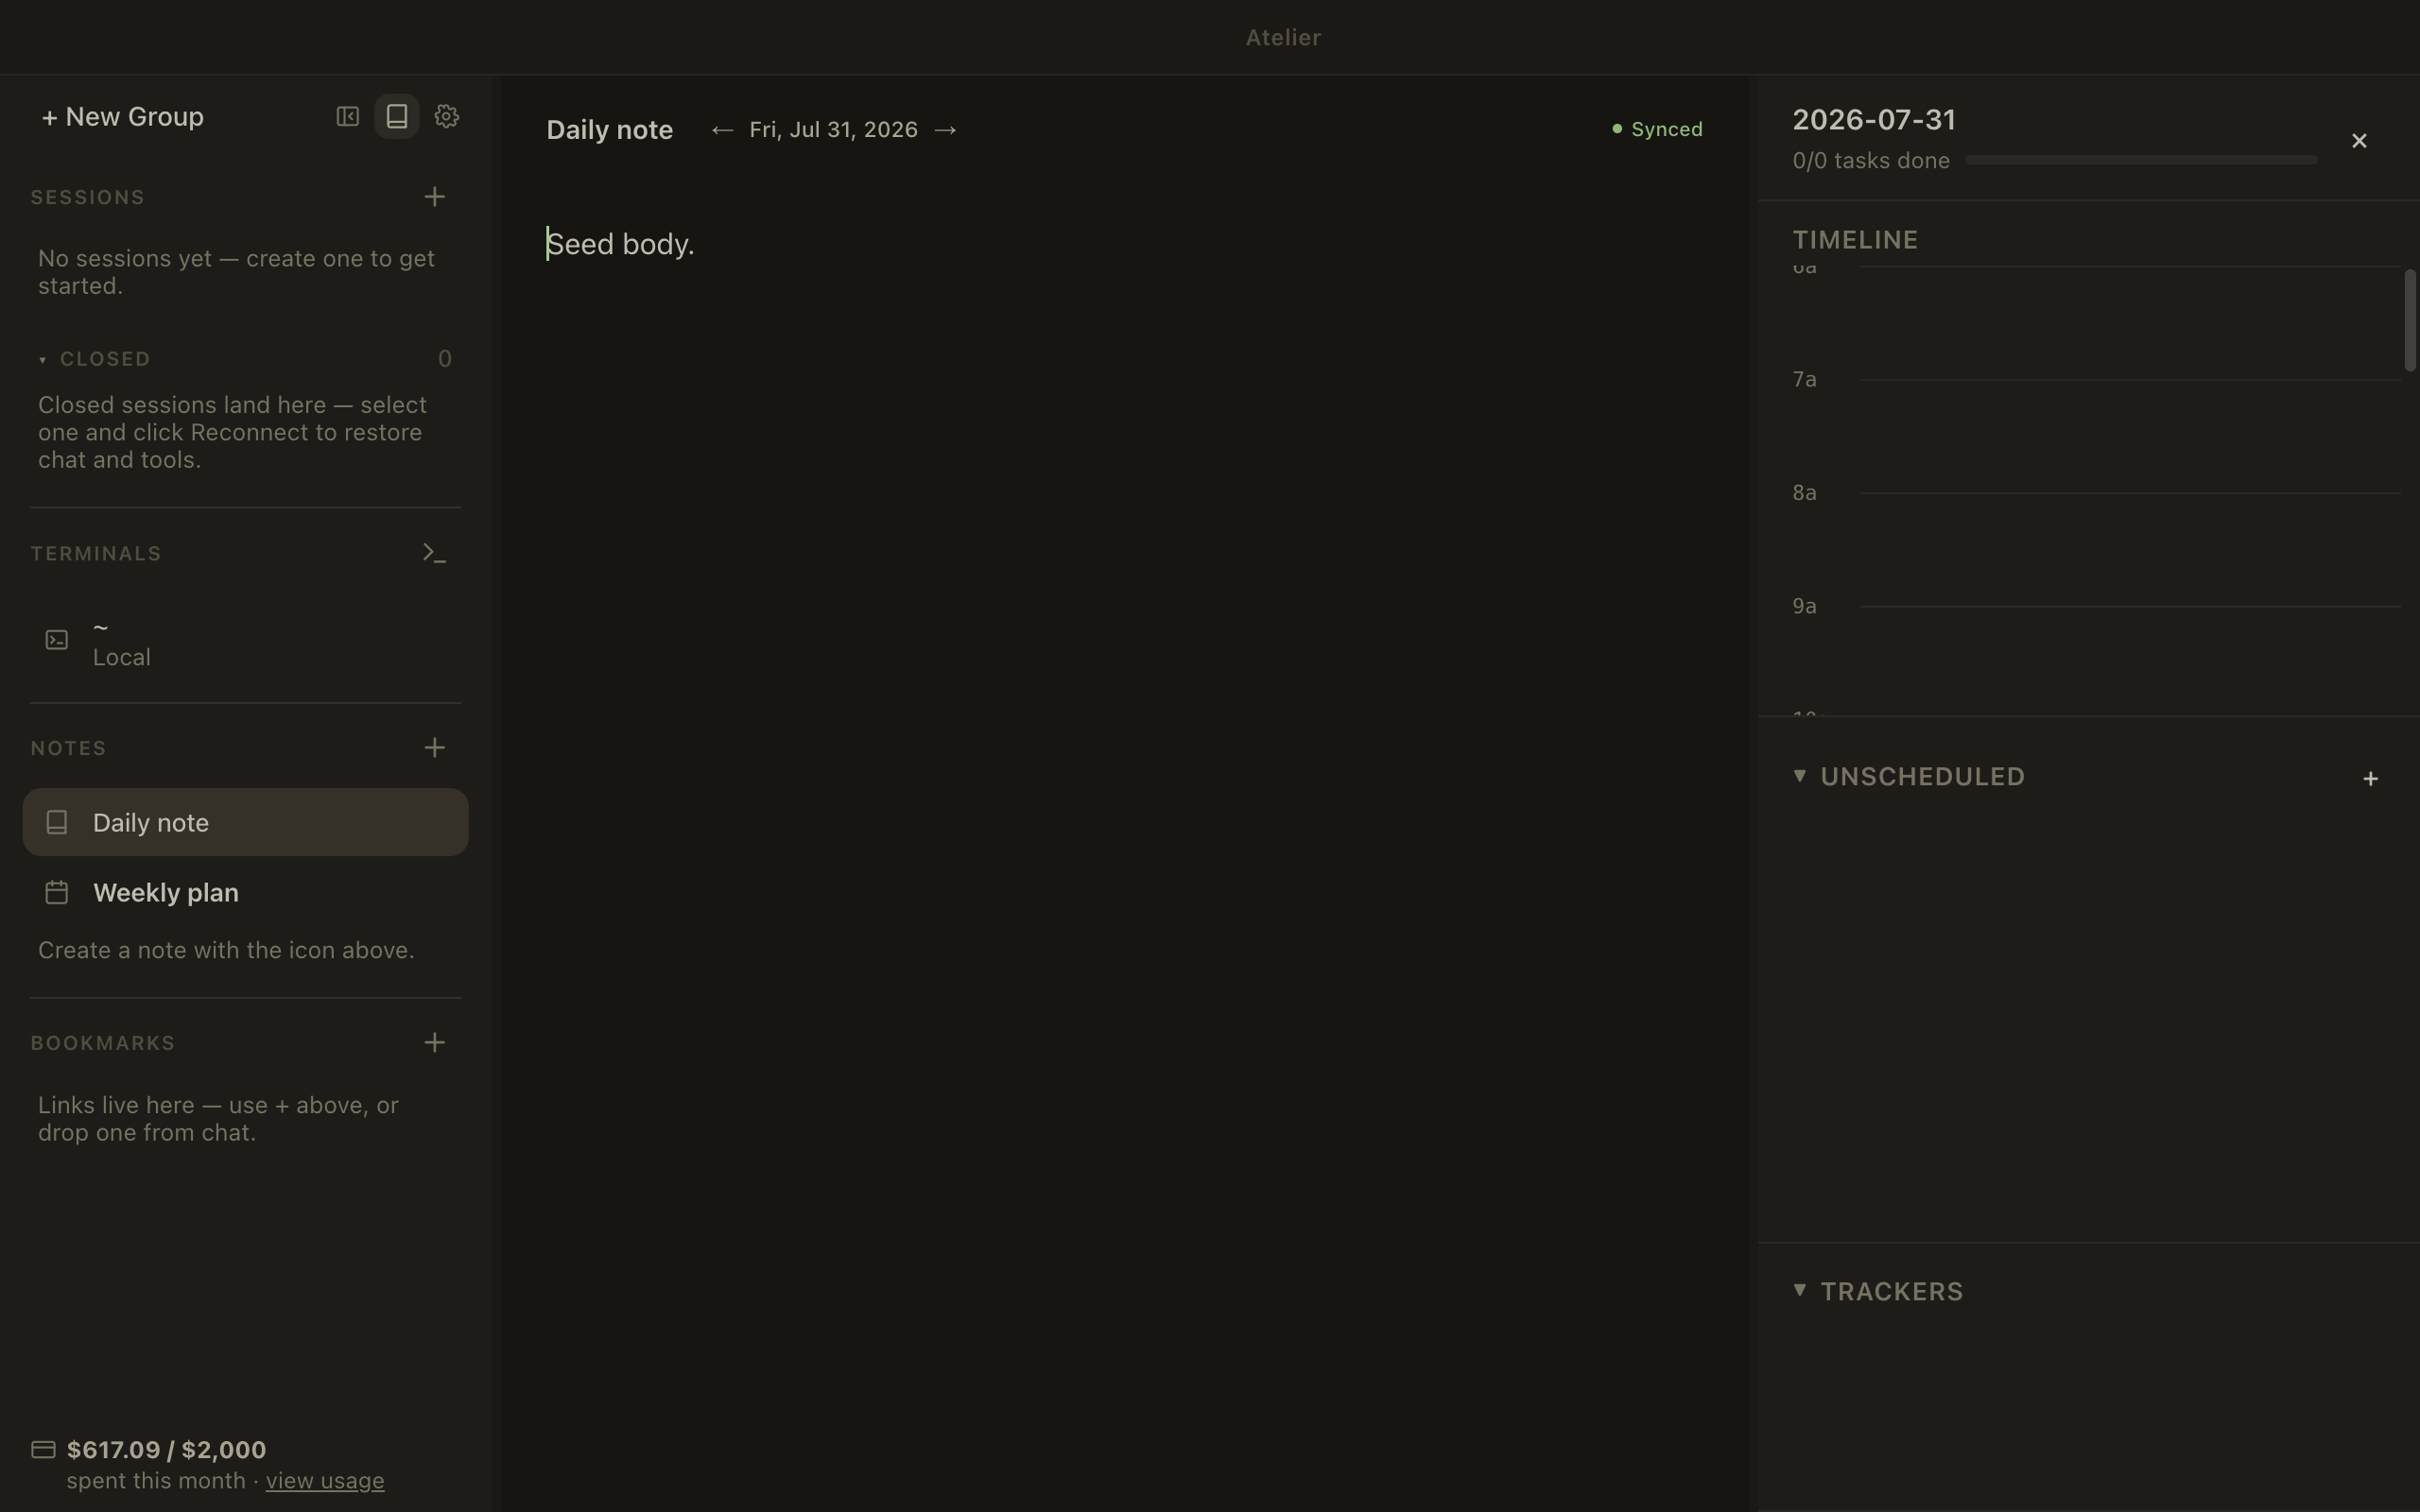 Atelier
+ New Group
SESSIONS
No sessions yet — create one to get
started.
CLOSED 0
Closed sessions land here — select
one and click Reconnect to restore
chat and tools.
TERMINALS
~
Local
NOTES
Daily note
Weekly plan
Create a note with the icon above.
BOOKMARKS
Links live here — use + above, or
drop one from chat.
$617.09 / $2,000
spent this month · view usage
Daily note ← Fri, Jul 31, 2026 → Synced
Seed body.
2026-07-31
0/0 tasks done
TIMELINE
6a
7a
8a
9a
UNSCHEDULED
TRACKERS